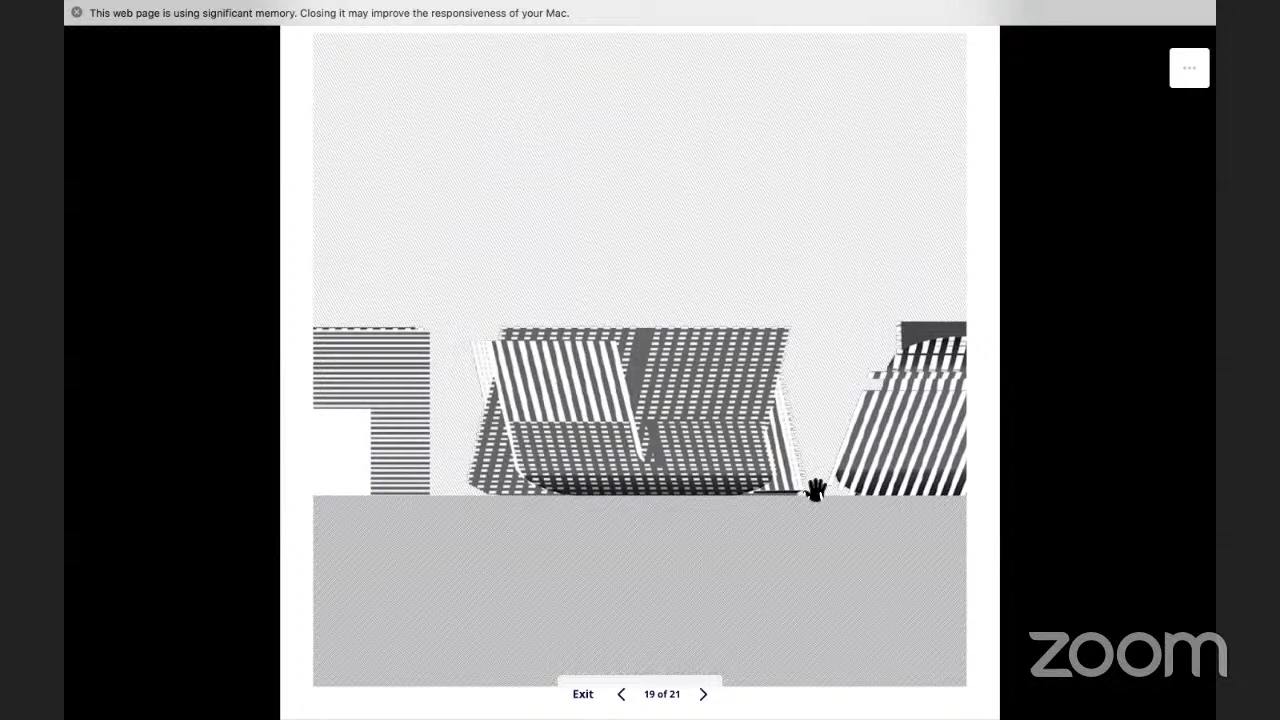 This web page is using significant memory. Closing it may improve the responsiveness of your Mac.
Exit
19 of 21
zoom